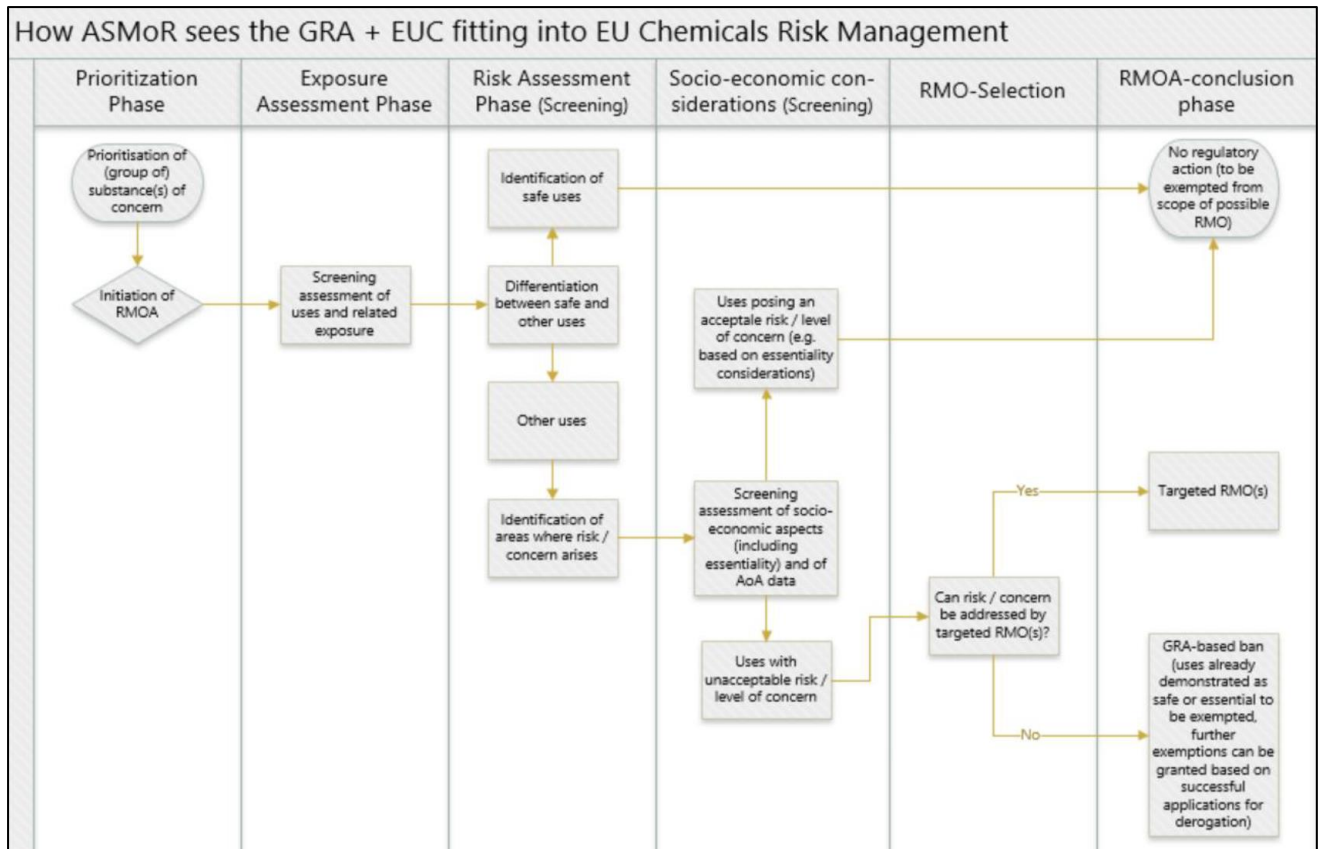 How ASMoR sees the GRA + EUC fitting into EU Chemicals Risk Management
Prioritization
Phase
Exposure
Assessment Phase
Risk Assessment
Phase (Screening)
Socio-economic con-
siderations (Screening)
RMO-Selection
RMOA-conclusion
phase
Prioritisation of
(group of)
substance(s) of
concern
Initiation of
RMOA
Screening
assessment of
uses and related
exposure
Identification of
safe uses
Differentiation
between safe and
other uses
Other uses
Identification of
areas where risk /
concern arises
Uses posing an
acceptale risk / level
of concern (e.g.
based on essentiality
considerations)
Screening
assessment of socio-
economic aspects
(including
essentiality) and of
AoA data
Uses with
unacceptable risk /
level of concern
Can risk / concern
be addressed by
targeted RMO(s)?
Yes
No
No regulatory
action (to be
exempted from
scope of possible
RMO)
Targeted RMO(s)
GRA-based ban
(uses already
demonstrated as
safe or essential to
be exempted,
further
exemptions can be
granted based on
successful
applications for
derogation)